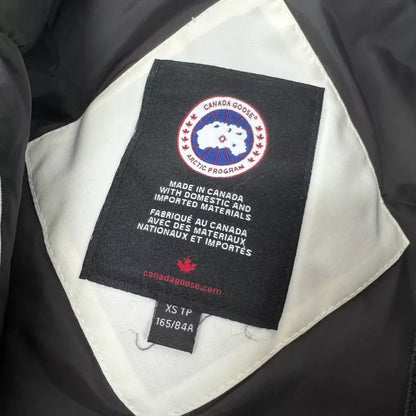 CANADA GOOSE®
ARCTIC PROGRAM
MADE IN CANADA
WITH DOMESTIC AND
IMPORTED MATERIALS
FABRIQUÉ AU CANADA
AVEC DES MATERIAUX
NATIONAUX ET IMPORTÉS
canadagoose.com
XS TP
165/84A